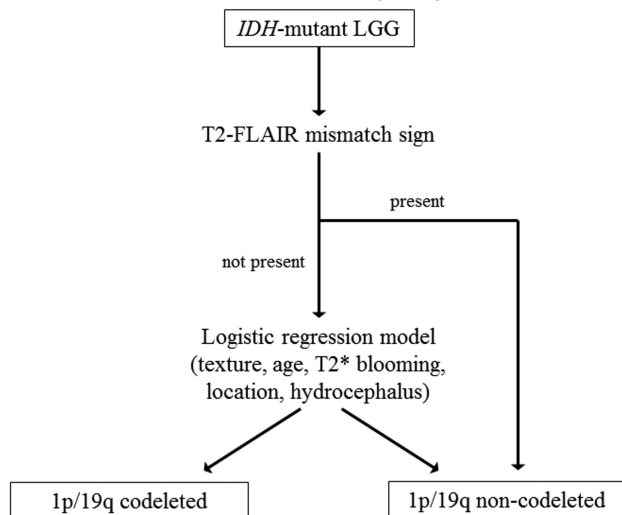 IDH-mutant LGG
T2-FLAIR mismatch sign
present
not present
Logistic regression model
(texture, age, T2* blooming,
location, hydrocephalus)
1p/19q codeleted
1p/19q non-codeleted